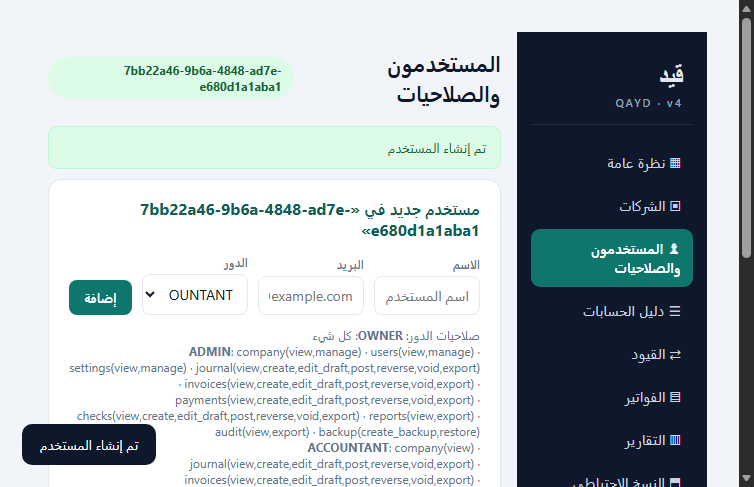 قيد
QAYD · v4
نظرة عامة
الشركات
المستخدمون
والصلاحيات
دليل الحسابات
القيود
الفواتير
التقارير
النسخ الاحتياطي
المستخدمون
والصلاحيات
7bb22a46-9b6a-4848-ad7e-
e680d1a1aba1
تم إنشاء المستخدم
مستخدم جديد في «7bb22a46-9b6a-4848-ad7e-
e680d1a1aba1»
الاسم
البريد
الدور
اسم المستخدم
example.com
OUNTANT
إضافة
صلاحيات الدور: OWNER: كل شيء
· ADMIN: company(view,manage) · users(view,manage)
settings(view,manage) · journal(view,create,edit_draft,post,reverse,void,export)
· invoices(view,create,edit_draft,post,reverse,void,export) ·
payments(view,create,edit_draft,post,reverse,void,export) ·
checks(view,create,edit_draft,post,reverse,void,export) · reports(view,export) ·
audit(view,export) · backup(create_backup,restore)
ACCOUNTANT: company(view) ·
journal(view,create,edit_draft,post,reverse,void,export) ·
invoices(view,create,edit_draft,post,reverse,void,export) ·
تم إنشاء المستخدم